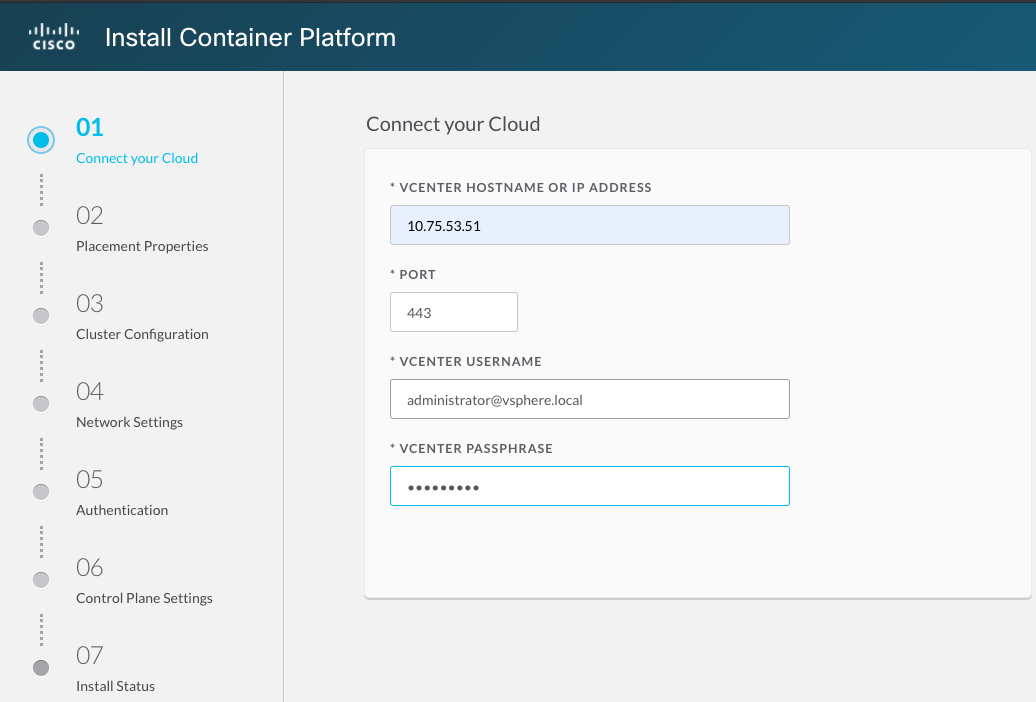 CISCO
Install Container Platform
01
Connect your Cloud
02
Placement Properties
03
Cluster Configuration
04
Network Settings
05
Authentication
06
Control Plane Settings
07
Install Status
Connect your Cloud
* VCENTER HOSTNAME OR IP ADDRESS
10.75.53.51
* PORT
443
* VCENTER USERNAME
administrator@vsphere.local
* VCENTER PASSPHRASE
•••••••••